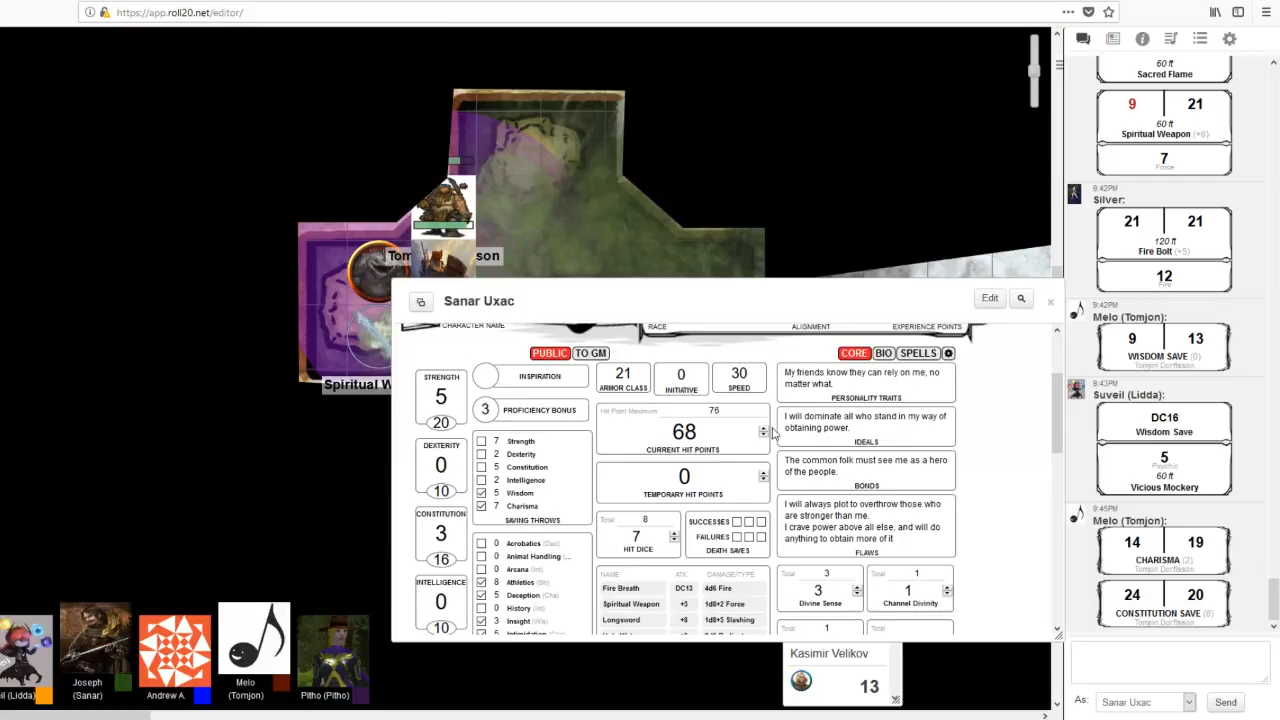 https://app.roll20.net/editor/
60 ft
Sacred Flame
9 21
60 ft
Spiritual Weapon (+6)
7
Force
9:42PM
Silver:
21 21
120 ft
Fire Bolt (+5)
12
Fire
9:42PM
Melo (Tomjon):
9 13
WISDOM SAVE (0)
Tomjon Dorfisson
9:43PM
Suveil (Lidda):
DC16
Wisdom Save
5
Psychic
60 ft
Vicious Mockery
9:45PM
Melo (Tomjon):
14 19
CHARISMA (2)
Tomjon Dorfisson
24 20
CONSTITUTION SAVE (8)
Tomjon Dorfisson
As: Sanar Uxac
Send
Spiritual W
Sanar Uxac
Edit
CHARACTER NAME
RACE ALIGNMENT EXPERIENCE POINTS
PUBLIC TO GM
CORE BIO SPELLS
STRENGTH
5
20
DEXTERITY
0
10
CONSTITUTION
3
16
INTELLIGENCE
0
10
INSPIRATION
3 PROFICIENCY BONUS
7 Strength
2 Dexterity
5 Constitution
2 Intelligence
5 Wisdom
7 Charisma
SAVING THROWS
0 Acrobatics (Dex)
0 Animal Handling (...
0 Arcana (Int)
8 Athletics (Str)
5 Deception (Cha)
0 History (Int)
3 Insight (Wis)
21
ARMOR CLASS
0
INITIATIVE
30
SPEED
Hit Point Maximum 76
68
CURRENT HIT POINTS
0
TEMPORARY HIT POINTS
Total 8
7
HIT DICE
SUCCESSES
FAILURES
DEATH SAVES
NAME ATK DAMAGE/TYPE
Fire Breath DC13 4d6 Fire
Spiritual Weapon +5 1d8+2 Force
Longsword +8 1d8+5 Slashing
My friends know they can rely on me, no
matter what.
PERSONALITY TRAITS
I will dominate all who stand in my way of
obtaining power.
IDEALS
The common folk must see me as a hero
of the people.
BONDS
I will always plot to overthrow those who
are stronger than me.
I crave power above all else, and will do
anything to obtain more of it
FLAWS
Total 3
3
Divine Sense
Total 1
1
Channel Divinity
Total 1
Total
eil (Lidda)
Joseph
(Sanar)
Andrew A.
Melo
(Tomjon)
Pitho (Pitho)
Kasimir Velikov
13